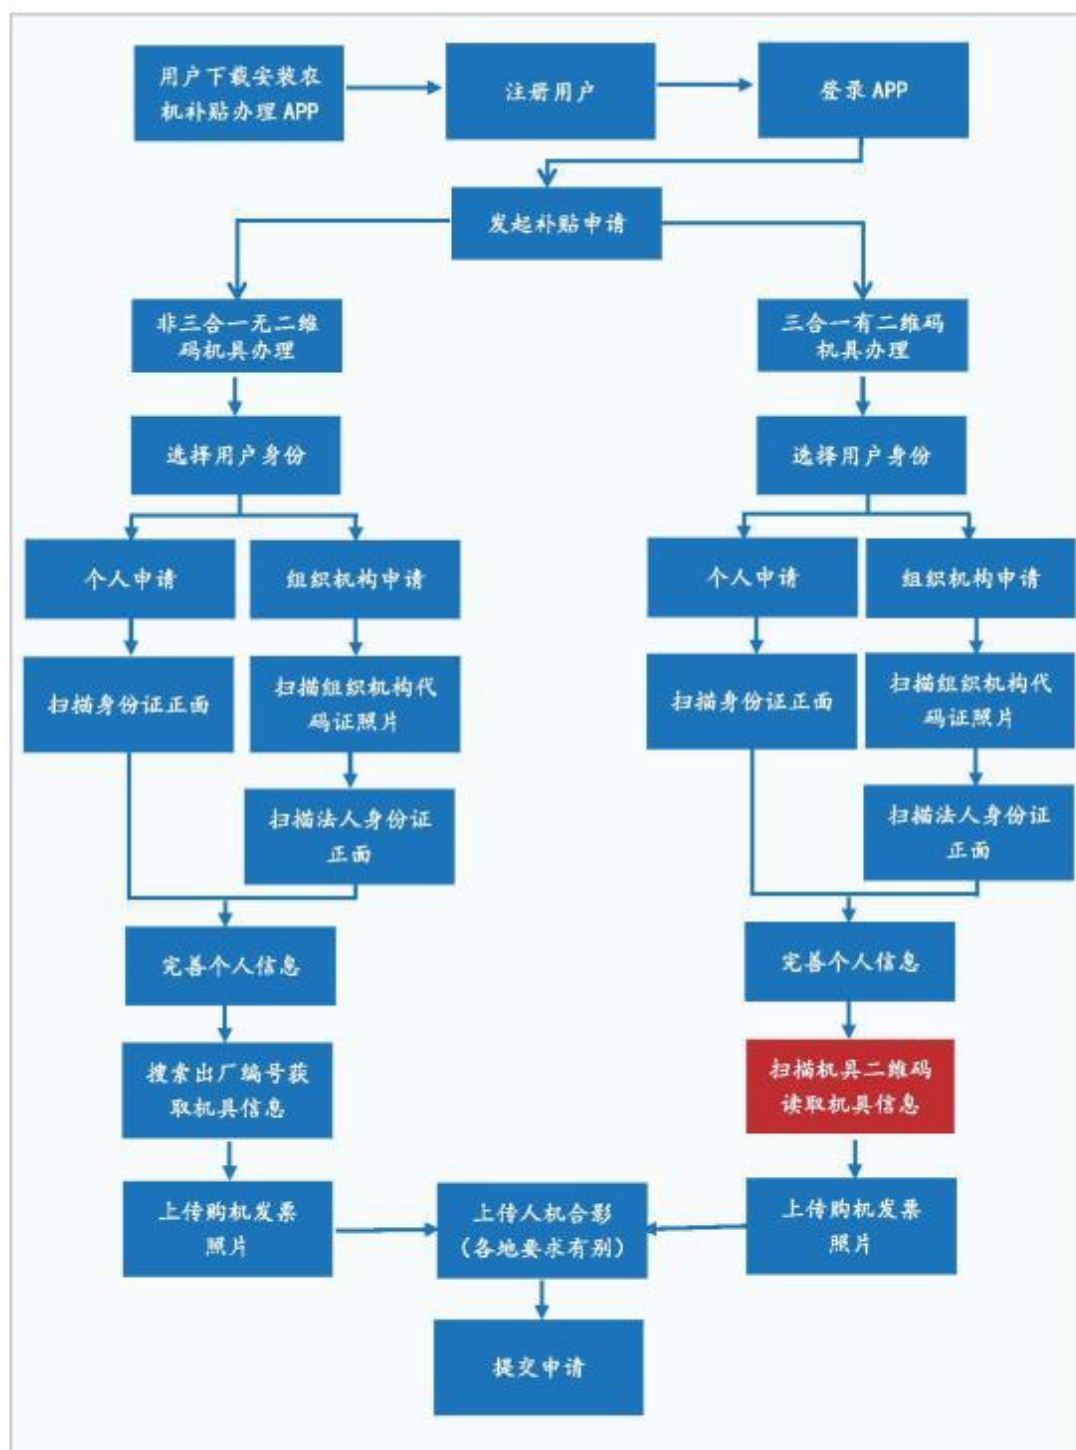 用户下载安装农
机补贴办理APP
注册用户
登录APP
发起补贴申请
非三合一无二维
码机具办理
三合一有二维码
机具办理
选择用户身份
选择用户身份
个人申请
组织机构申请
个人申请
组织机构申请
扫描身份证正面
扫描组织机构代
码证照片
扫描身份证正面
扫描组织机构代
码证照片
扫描法人身份证
正面
扫描法人身份证
正面
完善个人信息
完善个人信息
搜索出厂编号获
取机具信息
扫描机具二维码
读取机具信息
上传购机发票
照片
上传人机合影
（各地要求有别）
上传购机发票
照片
提交申请